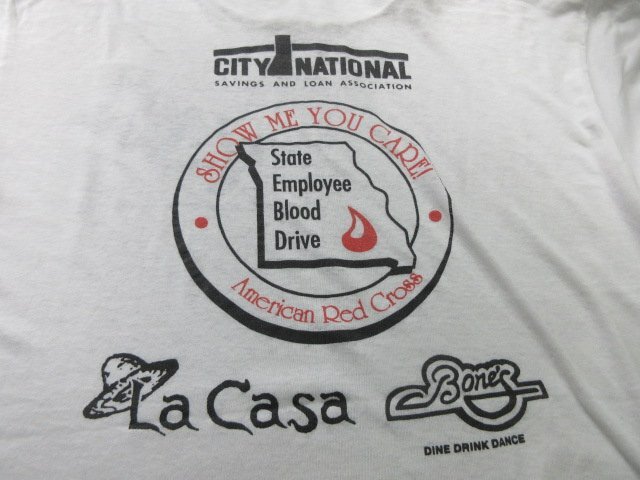 CITY NATIONAL
SAVINGS AND LOAN ASSOCIATION
SHOW ME YOU CARE!
State
Employee
Blood
Drive
American Red Cross
La Casa
Bone's
DINE DRINK DANCE